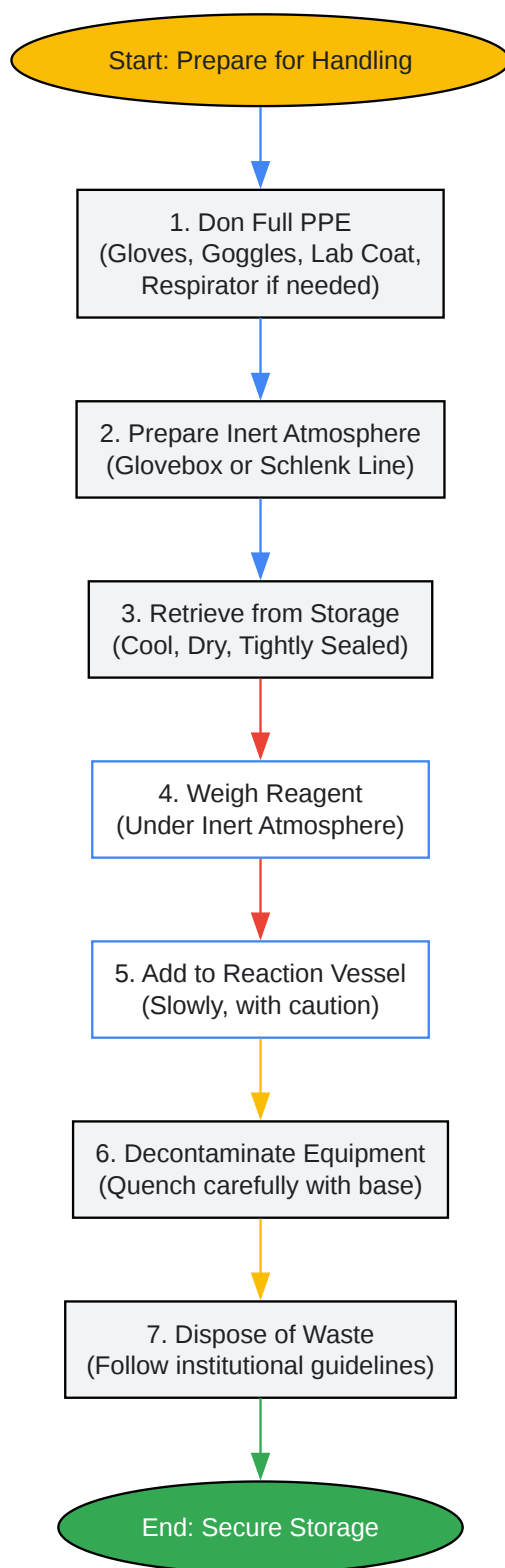 Start: Prepare for Handling
1. Don Full PPE
(Gloves, Goggles, Lab Coat,
Respirator if needed)
2. Prepare Inert Atmosphere
(Glovebox or Schlenk Line)
3. Retrieve from Storage
(Cool, Dry, Tightly Sealed)
4. Weigh Reagent
(Under Inert Atmosphere)
5. Add to Reaction Vessel
(Slowly, with caution)
6. Decontaminate Equipment
(Quench carefully with base)
7. Dispose of Waste
(Follow institutional guidelines)
End: Secure Storage